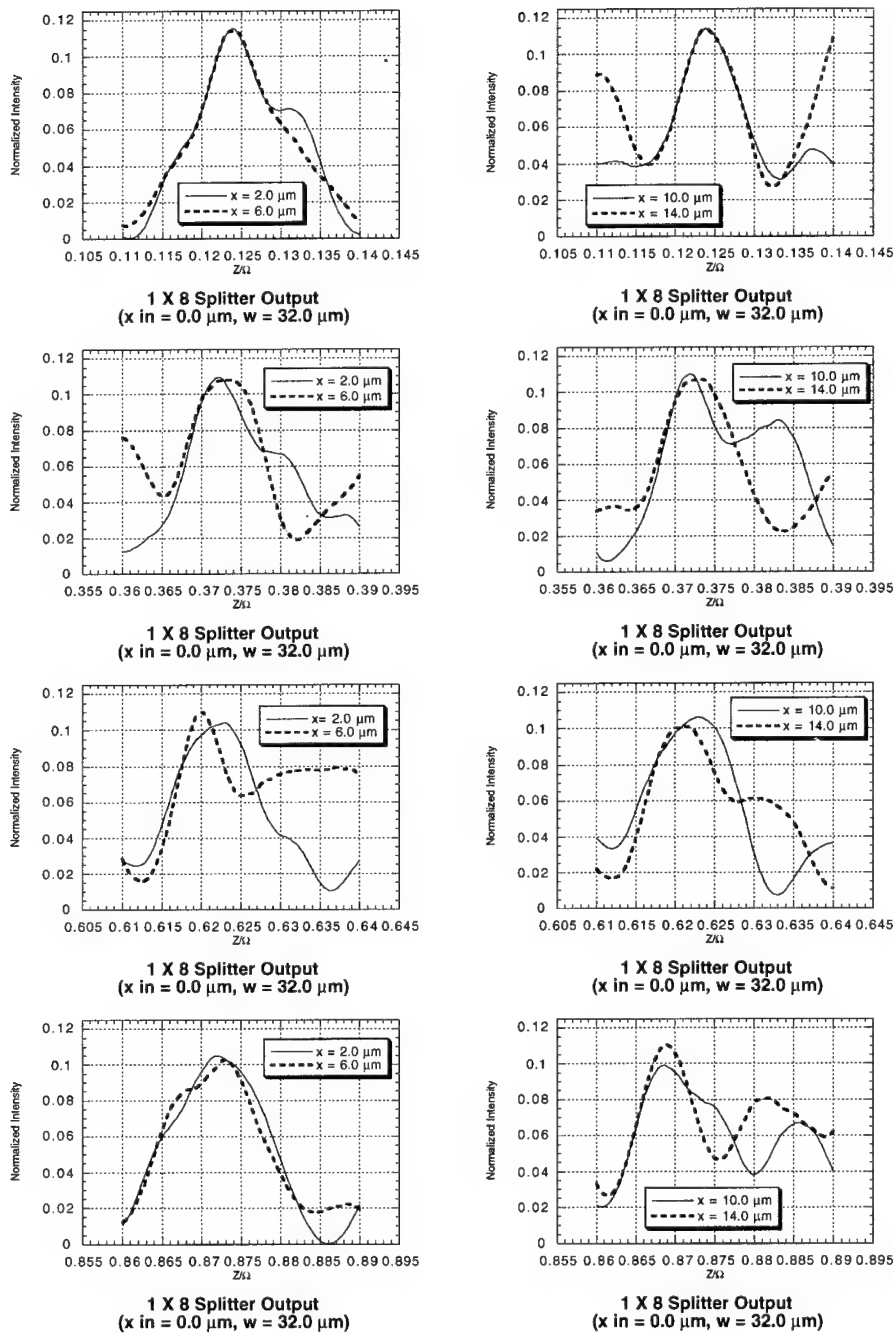 0.12
0.1
0.08
0.06
0.04
0.02
0
Normalized Intensity
x = 2.0 µm
x = 6.0 µm
0.105 0.11 0.115 0.12 0.125 0.13 0.135 0.14 0.145
Z/Ω
1 X 8 Splitter Output
(x in = 0.0 µm, w = 32.0 µm)
0.12
0.1
0.08
0.06
0.04
0.02
0
Normalized Intensity
x = 10.0 µm
x = 14.0 µm
0.105 0.11 0.115 0.12 0.125 0.13 0.135 0.14 0.145
Z/Ω
1 X 8 Splitter Output
(x in = 0.0 µm, w = 32.0 µm)
0.12
0.1
0.08
0.06
0.04
0.02
0
Normalized Intensity
x = 2.0 µm
x = 6.0 µm
0.355 0.36 0.365 0.37 0.375 0.38 0.385 0.39 0.395
Z/Ω
1 X 8 Splitter Output
(x in = 0.0 µm, w = 32.0 µm)
0.12
0.1
0.08
0.06
0.04
0.02
0
Normalized Intensity
x = 10.0 µm
x = 14.0 µm
0.355 0.36 0.365 0.37 0.375 0.38 0.385 0.39 0.395
Z/Ω
1 X 8 Splitter Output
(x in = 0.0 µm, w = 32.0 µm)
0.12
0.1
0.08
0.06
0.04
0.02
0
Normalized Intensity
x= 2.0 µm
x = 6.0 µm
0.605 0.61 0.615 0.62 0.625 0.63 0.635 0.64 0.645
Z/Ω
1 X 8 Splitter Output
(x in = 0.0 µm, w = 32.0 µm)
0.12
0.1
0.08
0.06
0.04
0.02
0
Normalized Intensity
x = 10.0 µm
x = 14.0 µm
0.605 0.61 0.615 0.62 0.625 0.63 0.635 0.64 0.645
Z/Ω
1 X 8 Splitter Output
(x in = 0.0 µm, w = 32.0 µm)
0.12
0.1
0.08
0.06
0.04
0.02
0
Normalized Intensity
x = 2.0 µm
x = 6.0 µm
0.855 0.86 0.865 0.87 0.875 0.88 0.885 0.89 0.895
Z/Ω
1 X 8 Splitter Output
(x in = 0.0 µm, w = 32.0 µm)
0.12
0.1
0.08
0.06
0.04
0.02
0
Normalized Intensity
x = 10.0 µm
x = 14.0 µm
0.855 0.86 0.865 0.87 0.875 0.88 0.885 0.89 0.895
Z/Ω
1 X 8 Splitter Output
(x in = 0.0 µm, w = 32.0 µm)